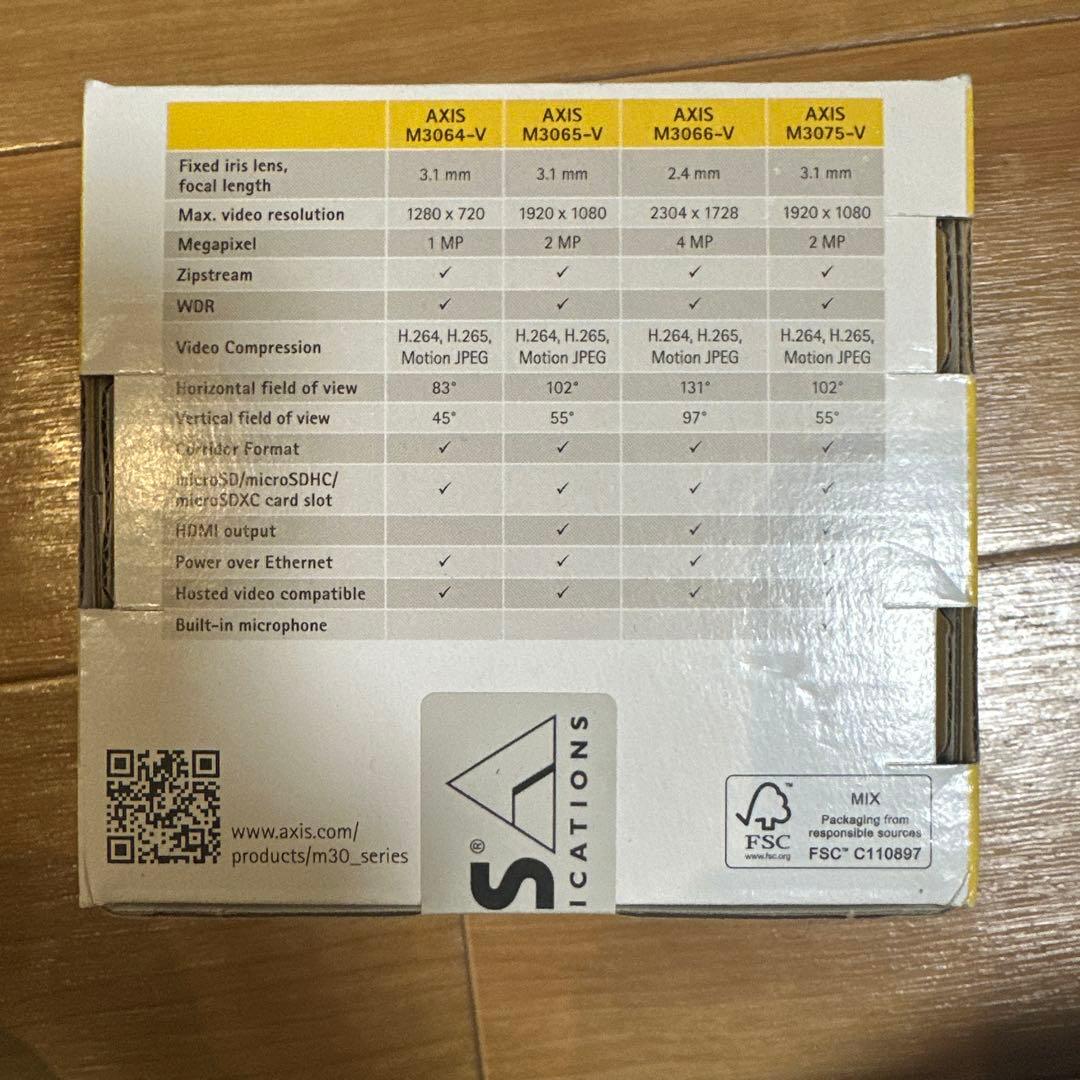 AXIS M3064-V AXIS M3065-V AXIS M3066-V AXIS M3075-V
Fixed iris lens, focal length 3.1 mm 3.1 mm 2.4 mm 3.1 mm
Max. video resolution 1280 x 720 1920 x 1080 2304 x 1728 1920 x 1080
Megapixel 1 MP 2 MP 4 MP 2 MP
Zipstream ✓ ✓ ✓ ✓
WDR ✓ ✓ ✓ ✓
Video Compression H.264, H.265, Motion JPEG H.264, H.265, Motion JPEG H.264, H.265, Motion JPEG H.264, H.265, Motion JPEG
Horizontal field of view 83° 102° 131° 102°
Vertical field of view 45° 55° 97° 55°
Corridor Format ✓ ✓ ✓ ✓
microSD/microSDHC/ microSDXC card slot ✓ ✓ ✓ ✓
HDMI output ✓ ✓ ✓
Power over Ethernet ✓ ✓ ✓ ✓
Hosted video compatible ✓ ✓ ✓ ✓
Built-in microphone ✓
www.axis.com/
products/m30_series
S®
ICATIONS
FSC™
www.fsc.org
MIX
Packaging from
responsible sources
FSC™ C110897